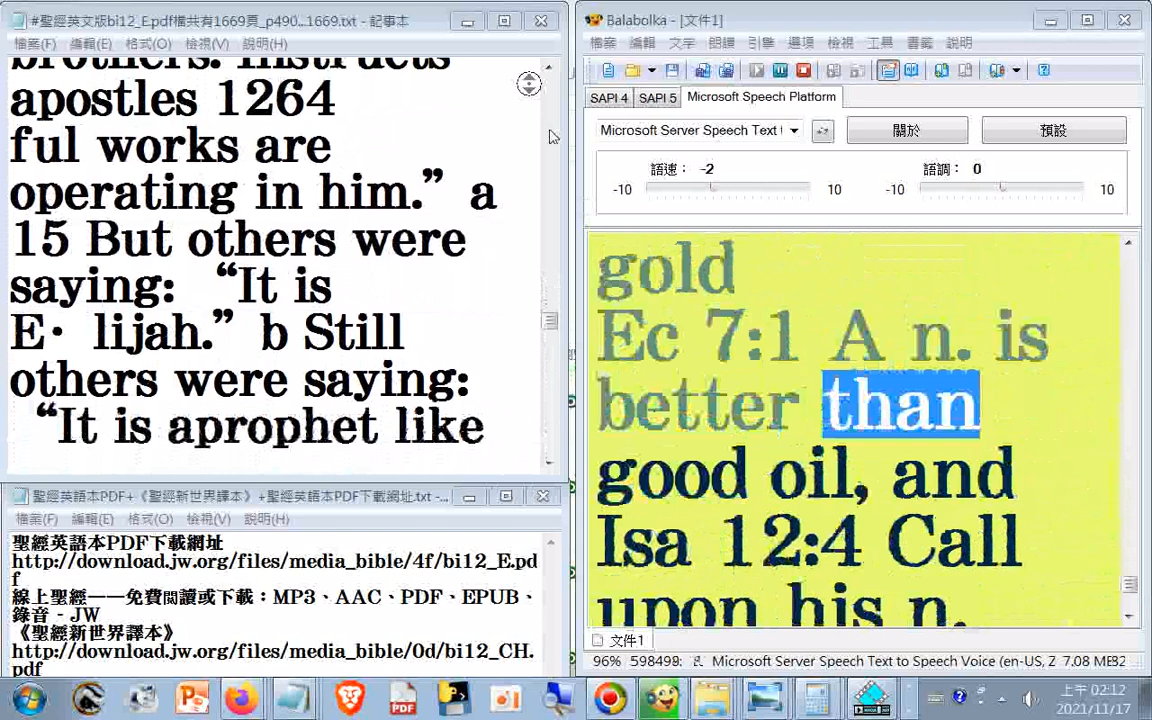 #聖經英文版bi12_E.pdf檔共有1669頁_p490...1669.txt - 記事本
檔案(F) 編輯(E) 格式(O) 檢視(V) 說明(H)
brothers. Instructs
apostles 1264
ful works are
operating in him.” a
15 But others were
saying: “It is
E· lijah.” b Still
others were saying:
“It is aprophet like
聖經英語本PDF+《聖經新世界譯本》+聖經英語本PDF下載網址.txt -...
檔案(F) 編輯(E) 格式(O) 檢視(V) 說明(H)
聖經英語本PDF下載網址
http://download.jw.org/files/media_bible/4f/bi12_E.pd
f
線上聖經——免費閱讀或下載：MP3、AAC、PDF、EPUB、
錄音 - JW
《聖經新世界譯本》
http://download.jw.org/files/media_bible/0d/bi12_CH.
pdf
Balabolka - [文件1]
檔案 編輯 文字 朗讀 引擎 選項 檢視 工具 書籤 說明
SAPI 4 SAPI 5 Microsoft Speech Platform
Microsoft Server Speech Text 關於 預設
語速： -2 語調： 0
-10 10 -10 10
gold
Ec 7:1 A n. is
better than
good oil, and
Isa 12:4 Call
upon his n.
文件1
96% 598498: Microsoft Server Speech Text to Speech Voice (en-US, Z 7.08 MB
上午 02:12
2021/11/17